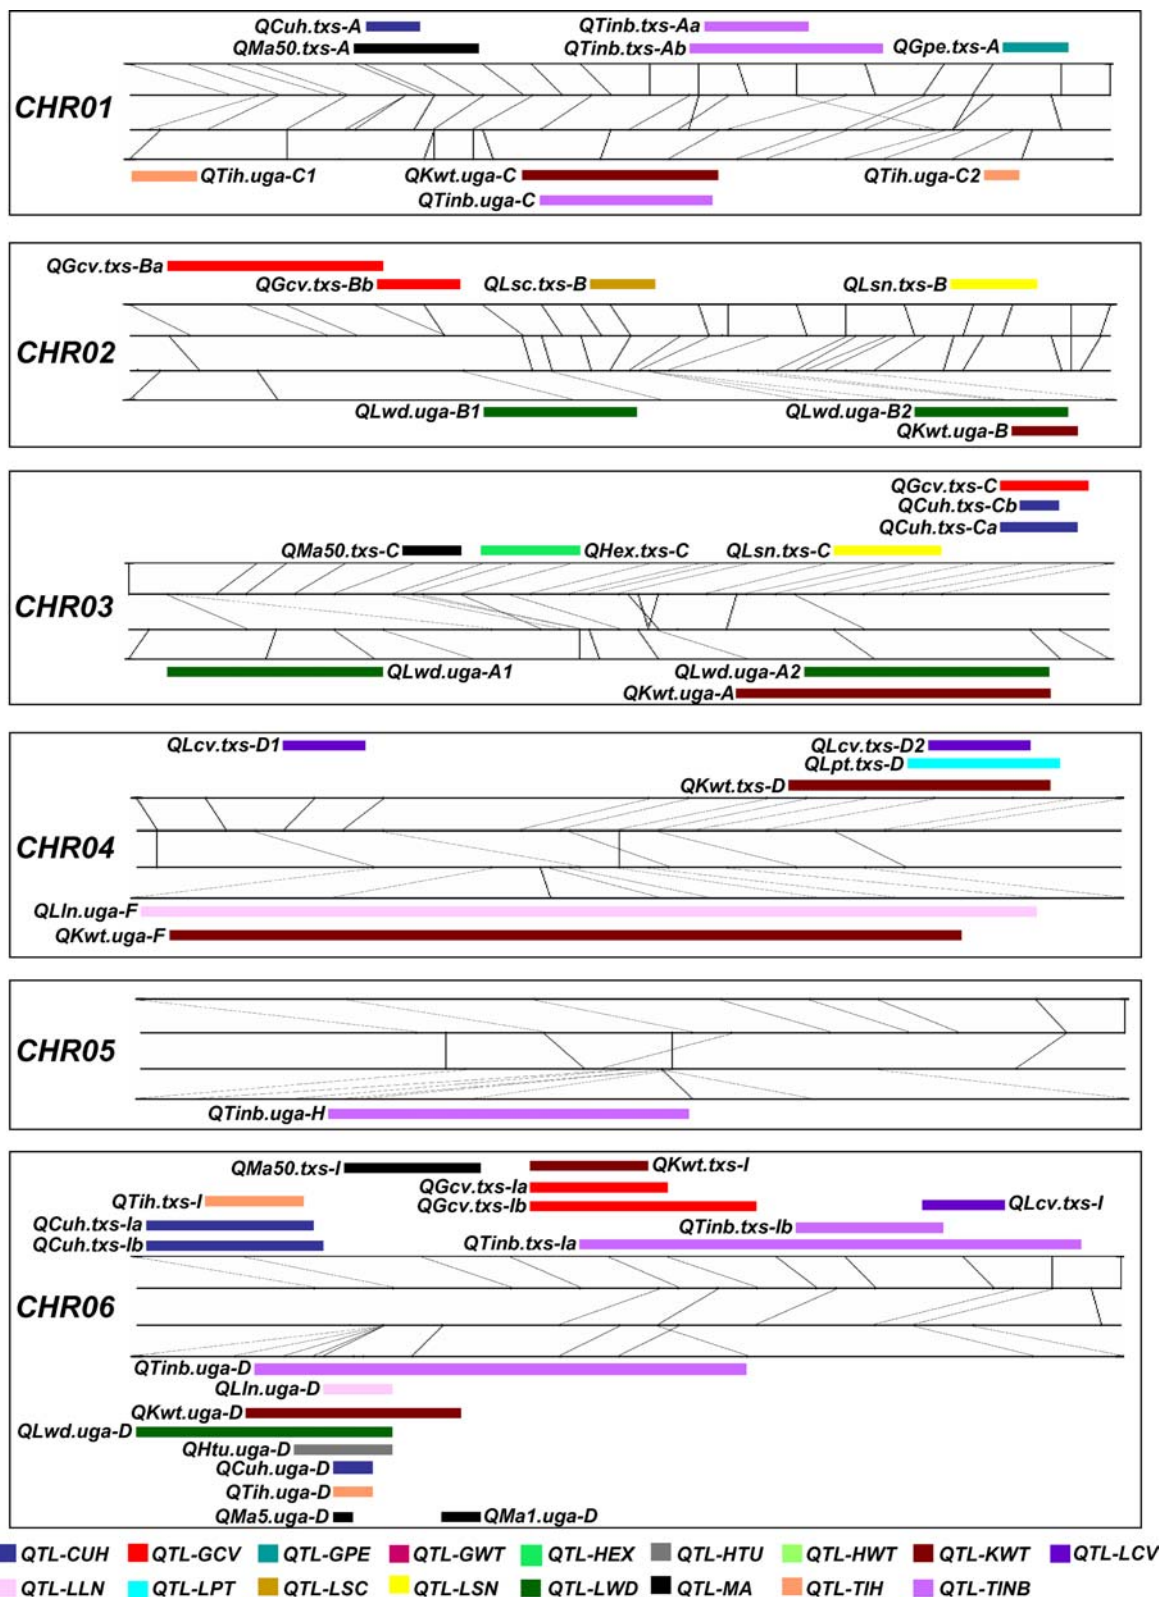 QCuh.txs-A QTinb.txs-Aa
QMa50.txs-A QTinb.txs-Ab QGpe.txs-A
CHR01
QTih.uga-C1 QKwt.uga-C QTih.uga-C2
QTinb.uga-C
QGcv.txs-Ba
QGcv.txs-Bb QLsc.txs-B QLsn.txs-B
CHR02
QLwd.uga-B1 QLwd.uga-B2
QKwt.uga-B
QGcv.txs-C
QCuh.txs-Cb
QCuh.txs-Ca
QMa50.txs-C QHex.txs-C QLsn.txs-C
CHR03
QLwd.uga-A1 QLwd.uga-A2
QKwt.uga-A
QLcv.txs-D1 QLcv.txs-D2
QLpt.txs-D
QKwt.txs-D
CHR04
QLln.uga-F
QKwt.uga-F
CHR05
QTinb.uga-H
QMa50.txs-I QKwt.txs-I
QGcv.txs-Ia
QTih.txs-I QGcv.txs-Ib QLcv.txs-I
QCuh.txs-Ia QTinb.txs-Ib
QCuh.txs-Ib QTinb.txs-Ia
CHR06
QTinb.uga-D
QLln.uga-D
QKwt.uga-D
QLwd.uga-D
QHtu.uga-D
QCuh.uga-D
QTih.uga-D
QMa5.uga-D QMa1.uga-D
QTL-CUH QTL-GCV QTL-GPE QTL-GWT QTL-HEX QTL-HTU QTL-HWT QTL-KWT QTL-LCV
QTL-LLN QTL-LPT QTL-LSC QTL-LSN QTL-LWD QTL-MA QTL-TIH QTL-TINB